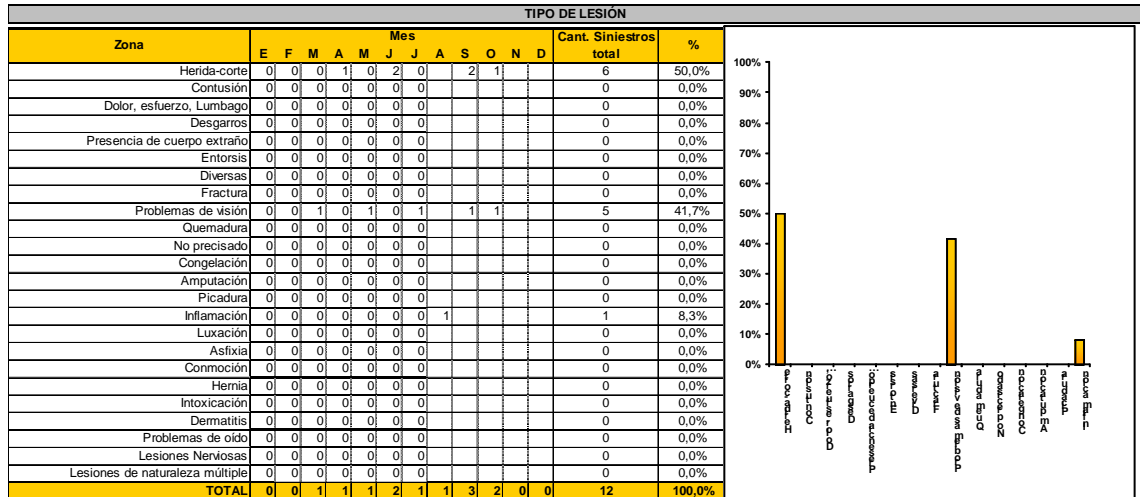 TIPO DE LESIÓN
Zona Mes Cant. Siniestros total %
E F M A M J J A S O N D
Herida-corte 0 0 0 1 0 2 0 2 1 6 50,0%
Contusión 0 0 0 0 0 0 0 0 0,0%
Dolor, esfuerzo, Lumbago 0 0 0 0 0 0 0 0 0,0%
Desgarros 0 0 0 0 0 0 0 0 0,0%
Presencia de cuerpo extraño 0 0 0 0 0 0 0 0 0,0%
Entorsis 0 0 0 0 0 0 0 0 0,0%
Diversas 0 0 0 0 0 0 0 0 0,0%
Fractura 0 0 0 0 0 0 0 0 0,0%
Problemas de visión 0 0 1 0 1 0 1 1 1 5 41,7%
Quemadura 0 0 0 0 0 0 0 0 0,0%
No precisado 0 0 0 0 0 0 0 0 0,0%
Congelación 0 0 0 0 0 0 0 0 0,0%
Amputación 0 0 0 0 0 0 0 0 0,0%
Picadura 0 0 0 0 0 0 0 0 0,0%
Inflamación 0 0 0 0 0 0 0 1 1 8,3%
Luxación 0 0 0 0 0 0 0 0 0,0%
Asfixia 0 0 0 0 0 0 0 0 0,0%
Conmoción 0 0 0 0 0 0 0 0 0,0%
Hernia 0 0 0 0 0 0 0 0 0,0%
Intoxicación 0 0 0 0 0 0 0 0 0,0%
Dermatitis 0 0 0 0 0 0 0 0 0,0%
Problemas de oído 0 0 0 0 0 0 0 0 0,0%
Lesiones Nerviosas 0 0 0 0 0 0 0 0 0,0%
Lesiones de naturaleza múltiple 0 0 0 0 0 0 0 0 0,0%
TOTAL 0 0 1 1 1 2 1 1 3 2 0 0 12 100,0%
100%
90%
80%
70%
60%
50%
40%
30%
20%
10%
0%